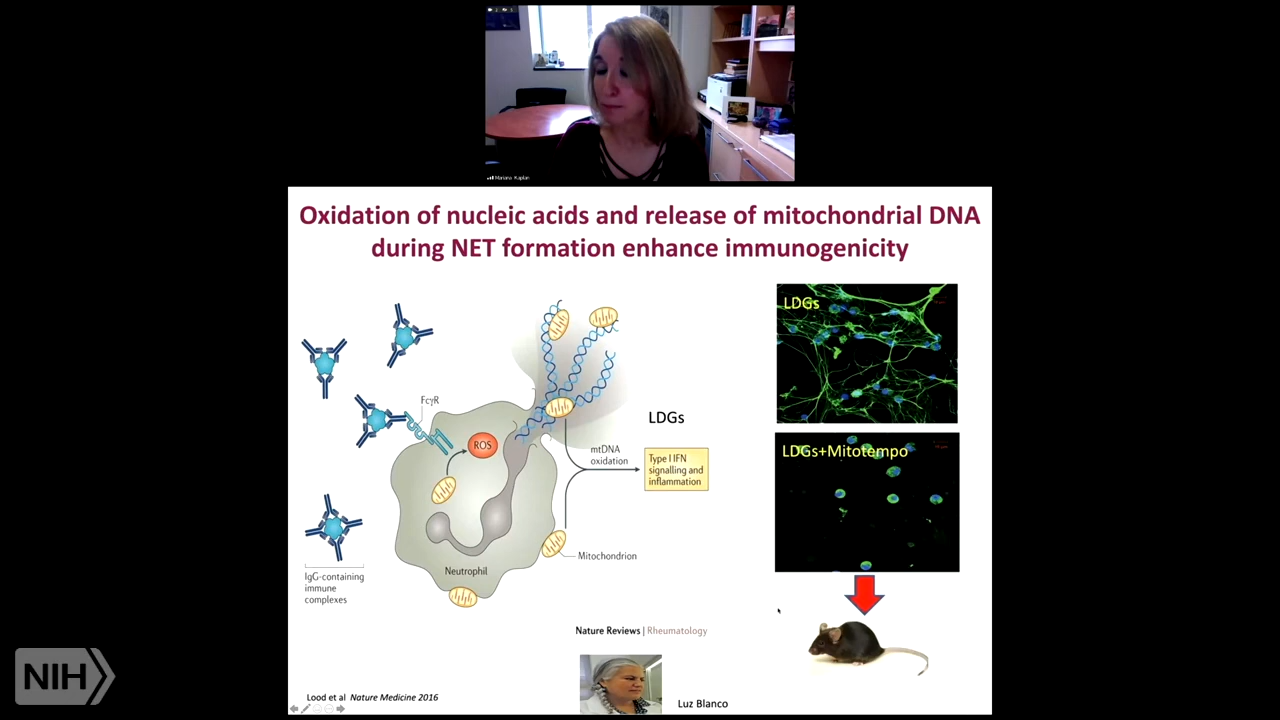 Mariana Kaplan
Oxidation of nucleic acids and release of mitochondrial DNA
during NET formation enhance immunogenicity
LDGs
FcγR
LDGs
ROS
mtDNA
oxidation
Type I IFN
signalling and
inflammation
LDGs+Mitotempo
Mitochondrion
Neutrophil
IgG-containing
immune
complexes
Nature Reviews | Rheumatology
NIH
Lood et al Nature Medicine 2016
Luz Blanco